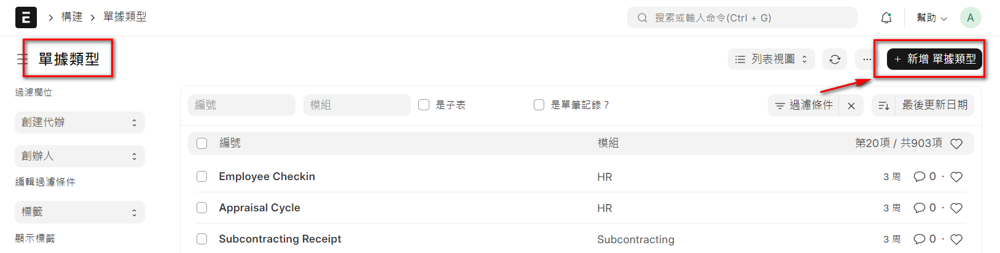 E > 構建 > 單據類型 搜索或輸入命令(Ctrl + G) 幫助 A
單據類型 列表視圖 ... + 新增 單據類型
過濾欄位
編號 模組 是子表 是單筆記錄? 過濾條件 × 最後更新日期
創建代辦
編號 模組 第20項 / 共903項
創辦人
Employee Checkin HR 3 周 0 ·
編輯過濾條件
Appraisal Cycle HR 3 周 0 ·
標籤
Subcontracting Receipt Subcontracting 3 周 0 ·
顯示標籤